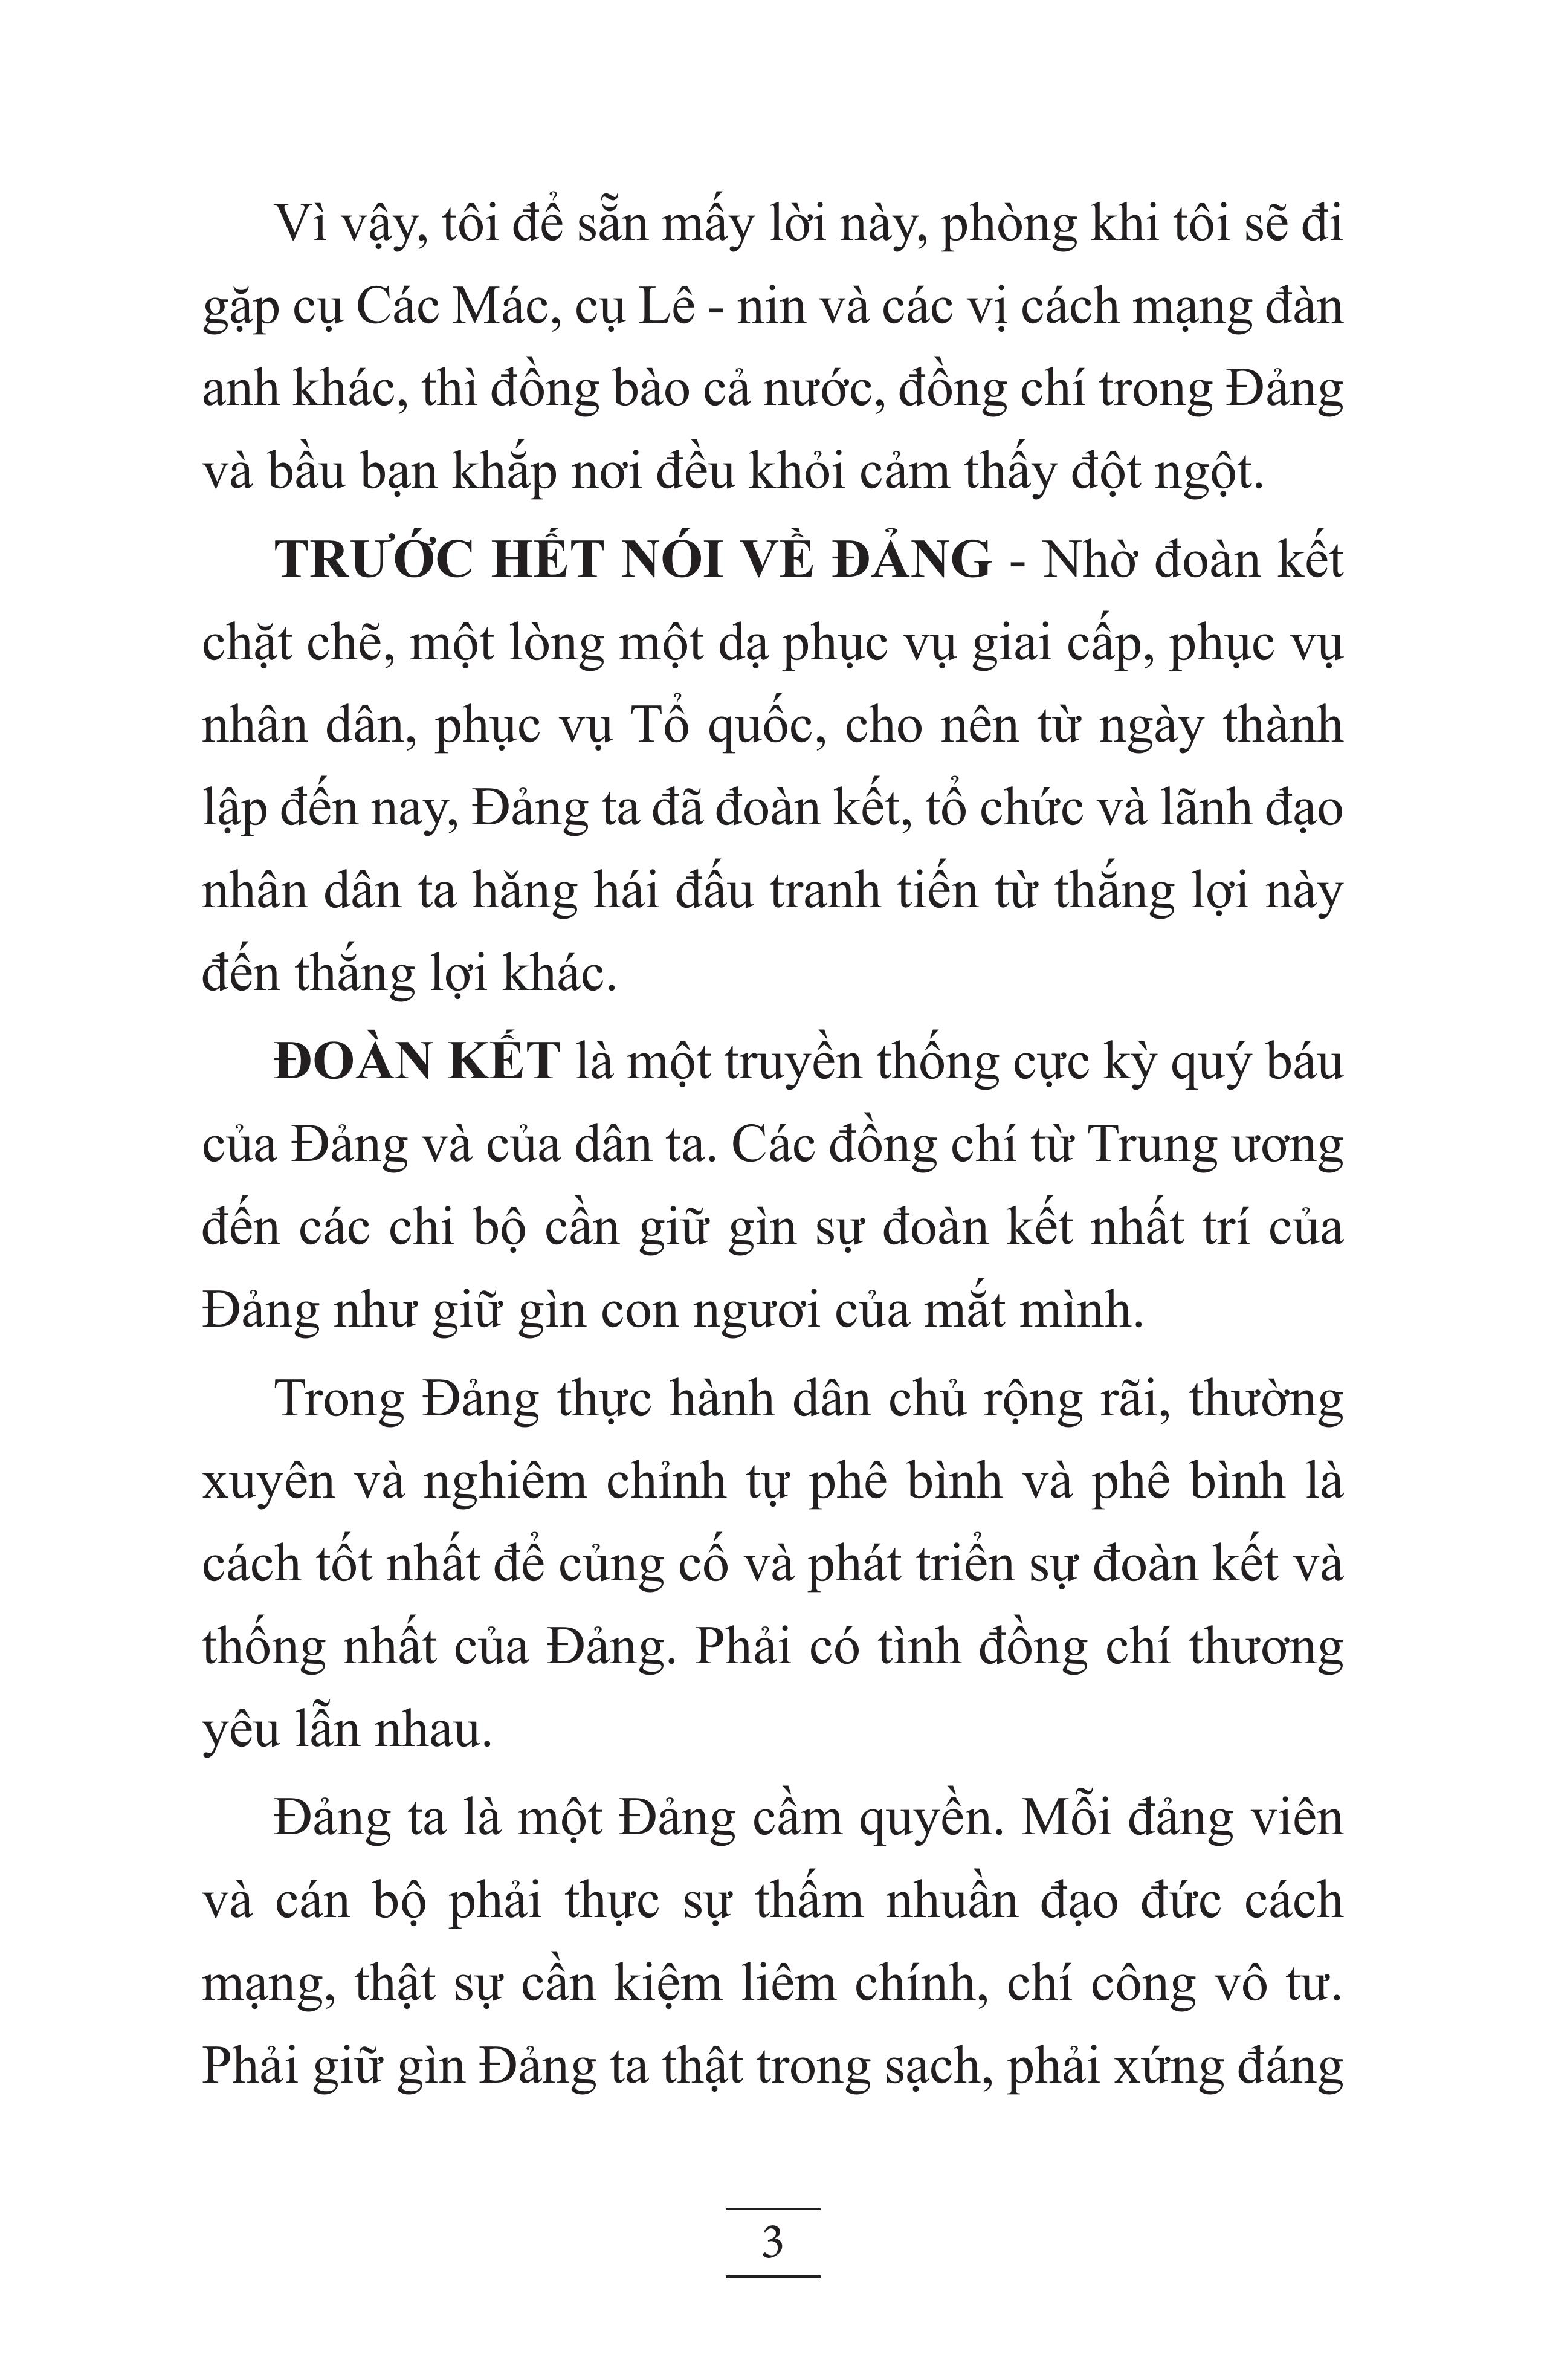 Vì vậy, tôi để sẵn mấy lời này, phòng khi tôi sẽ đi
gặp cụ Các Mác, cụ Lê - nin và các vị cách mạng đàn
anh khác, thì đồng bào cả nước, đồng chí trong Đảng
và bầu bạn khắp nơi đều khỏi cảm thấy đột ngột.
TRƯỚC HẾT NÓI VỀ ĐẢNG - Nhờ đoàn kết
chặt chẽ, một lòng một dạ phục vụ giai cấp, phục vụ
nhân dân, phục vụ Tổ quốc, cho nên từ ngày thành
lập đến nay, Đảng ta đã đoàn kết, tổ chức và lãnh đạo
nhân dân ta hăng hái đấu tranh tiến từ thắng lợi này
đến thắng lợi khác.
ĐOÀN KẾT là một truyền thống cực kỳ quý báu
của Đảng và của dân ta. Các đồng chí từ Trung ương
đến các chi bộ cần giữ gìn sự đoàn kết nhất trí của
Đảng như giữ gìn con ngươi của mắt mình.
Trong Đảng thực hành dân chủ rộng rãi, thường
xuyên và nghiêm chỉnh tự phê bình và phê bình là
cách tốt nhất để củng cố và phát triển sự đoàn kết và
thống nhất của Đảng. Phải có tình đồng chí thương
yêu lẫn nhau.
Đảng ta là một Đảng cầm quyền. Mỗi đảng viên
và cán bộ phải thực sự thấm nhuần đạo đức cách
mạng, thật sự cần kiệm liêm chính, chí công vô tư.
Phải giữ gìn Đảng ta thật trong sạch, phải xứng đáng
3